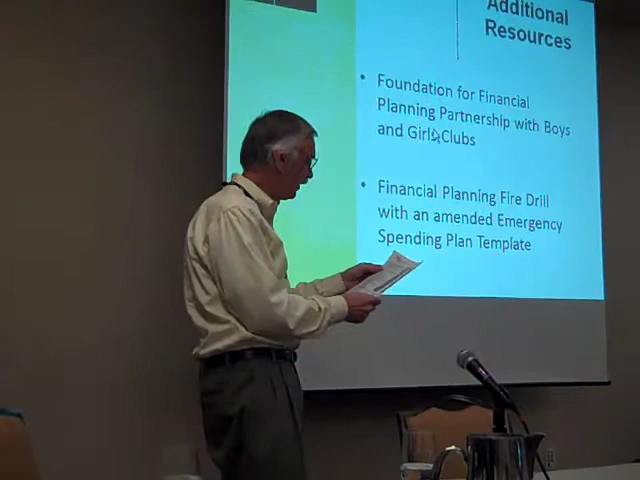 Additional
Resources
• Foundation for Financial
Planning Partnership with Boys
and Girls Clubs
• Financial Planning Fire Drill
with an amended Emergency
Spending Plan Template